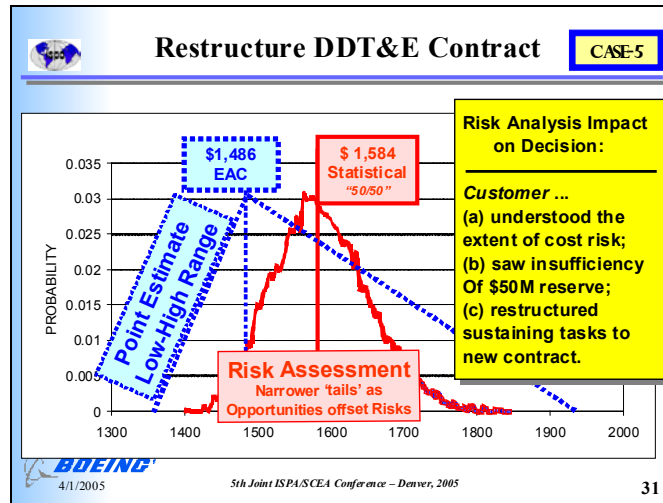 Restructure DDT&E Contract
CASE-5
$1,486
EAC
$ 1,584
Statistical
“50/50”
Risk Analysis Impact
on Decision:
Customer ...
(a) understood the
extent of cost risk;
(b) saw insufficiency
Of $50M reserve;
(c) restructured
sustaining tasks to
new contract.
PROBABILITY
0.035
0.03
0.025
0.02
0.015
0.01
0.005
0
Point Estimate
Low-High Range
Risk Assessment
Narrower ‘tails’ as
Opportunities offset Risks
1300 1400 1500 1600 1700 1800 1900 2000
BOEING
4/1/2005
5th Joint ISPA/SCEA Conference – Denver, 2005
31